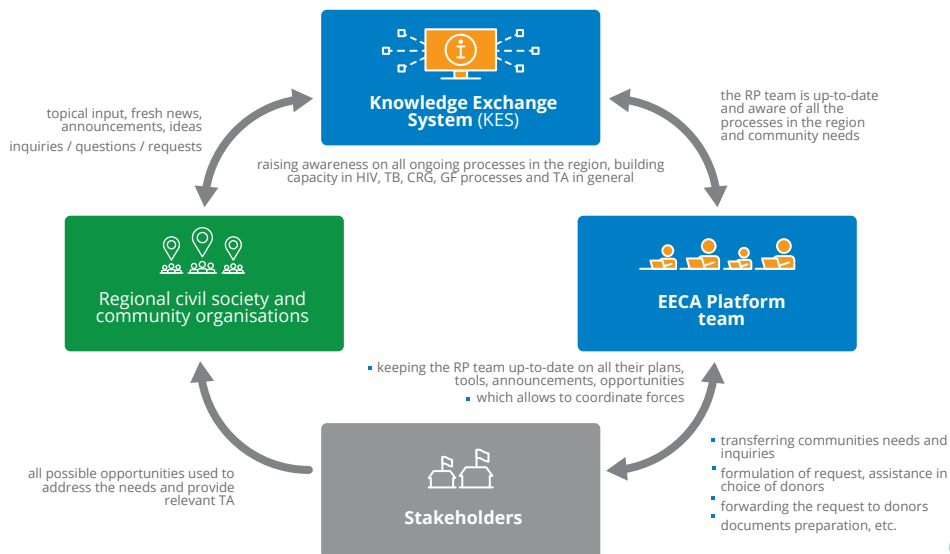 Knowledge Exchange
System (KES)
topical input, fresh news,
announcements, ideas
inquiries / questions / requests
the RP team is up-to-date
and aware of all the
processes in the region
and community needs
raising awareness on all ongoing processes in the region, building
capacity in HIV, TB, CRG, GF processes and TA in general
Regional civil society and
community organisations
EECA Platform
team
keeping the RP team up-to-date on all their plans,
tools, announcements, opportunities
which allows to coordinate forces
all possible opportunities used to
address the needs and provide
relevant TA
Stakeholders
transferring communities needs and
inquiries
formulation of request, assistance in
choice of donors
forwarding the request to donors
documents preparation, etc.